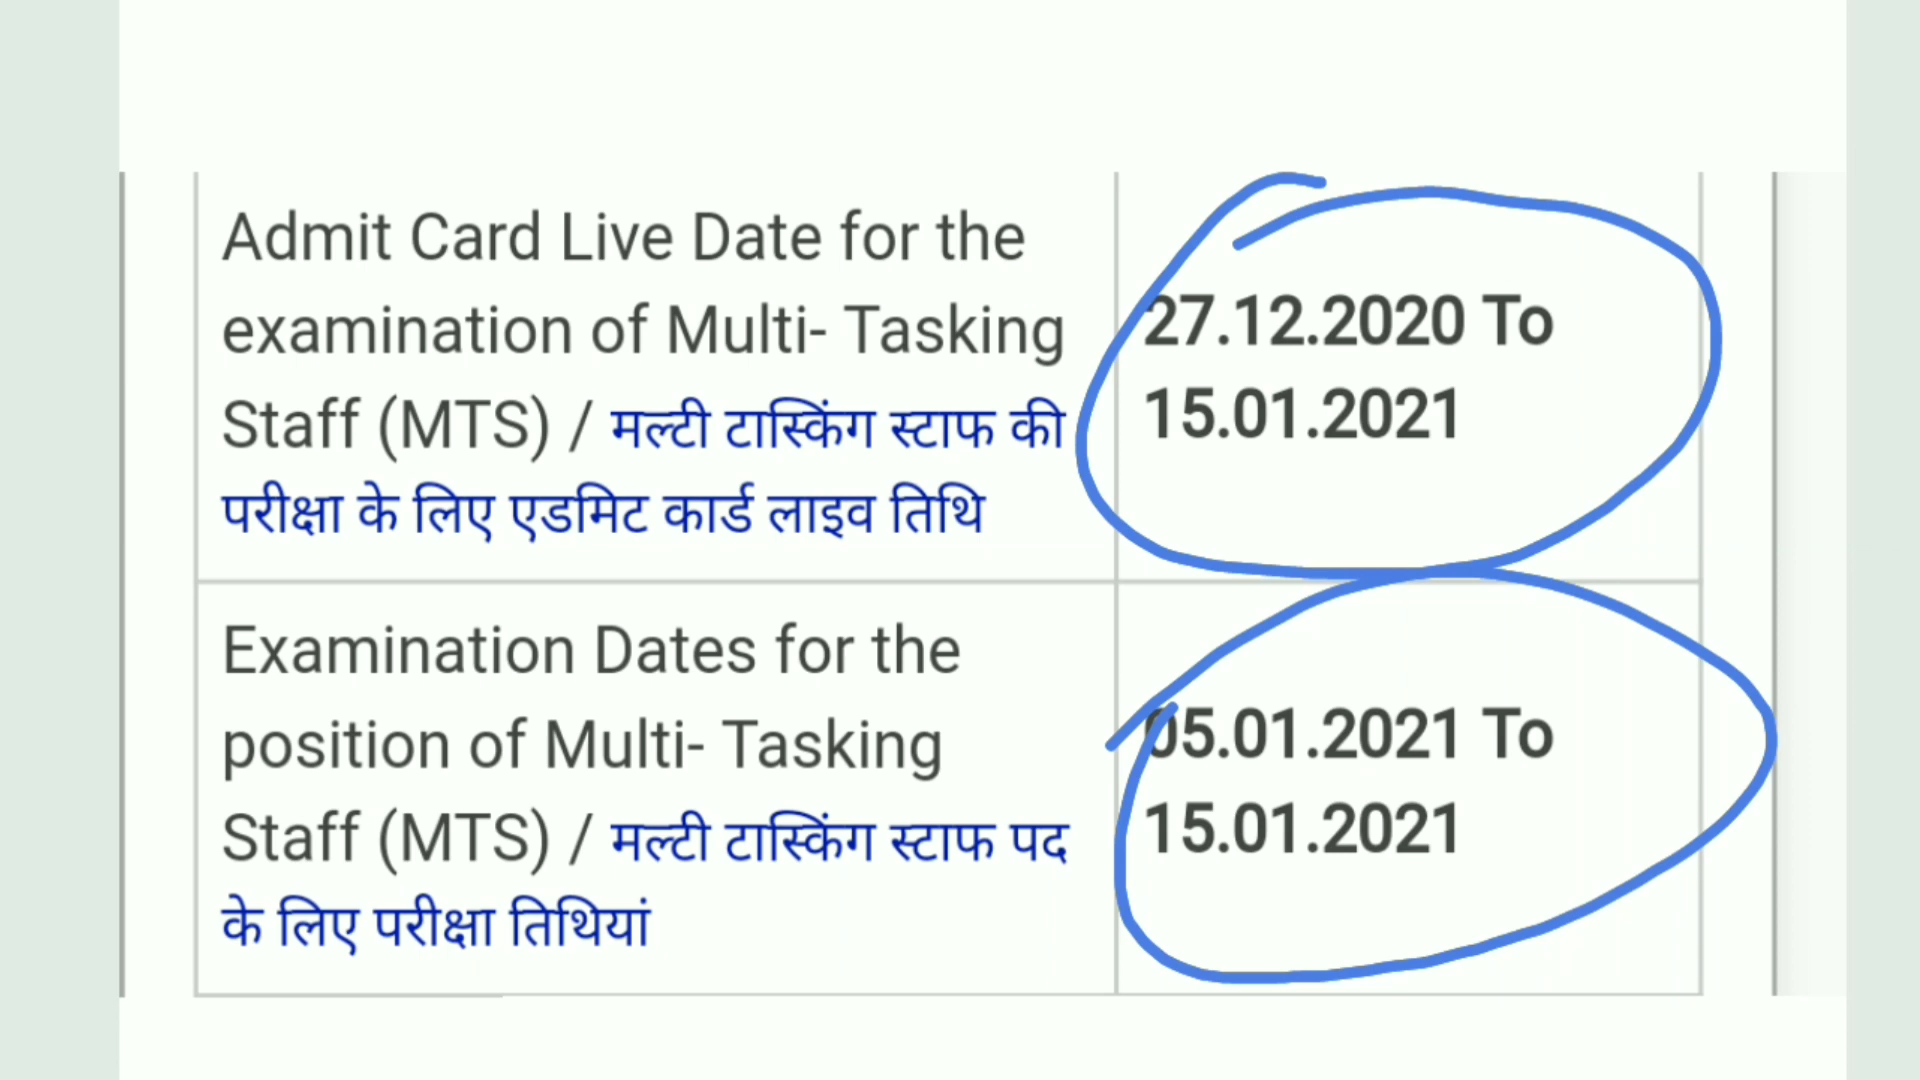 Admit Card Live Date for the
examination of Multi- Tasking
Staff (MTS) / मल्टी टास्किंग स्टाफ की
परीक्षा के लिए एडमिट कार्ड लाइव तिथि
27.12.2020 To
15.01.2021
Examination Dates for the
position of Multi- Tasking
Staff (MTS) / मल्टी टास्किंग स्टाफ पद
के लिए परीक्षा तिथियां
05.01.2021 To
15.01.2021